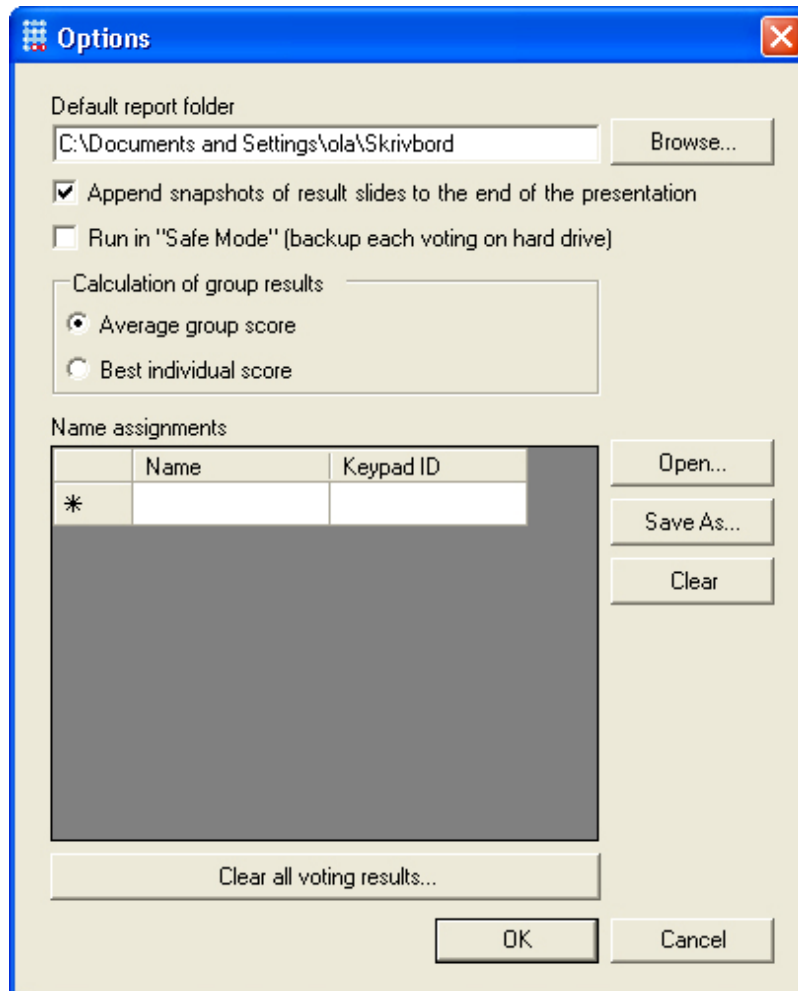 Options
Default report folder
C:\Documents and Settings\ola\Skrivbord
Browse...
Append snapshots of result slides to the end of the presentation
Run in "Safe Mode" (backup each voting on hard drive)
Calculation of group results
Average group score
Best individual score
Name assignments
Name Keypad ID
*
Open...
Save As...
Clear
Clear all voting results...
OK Cancel